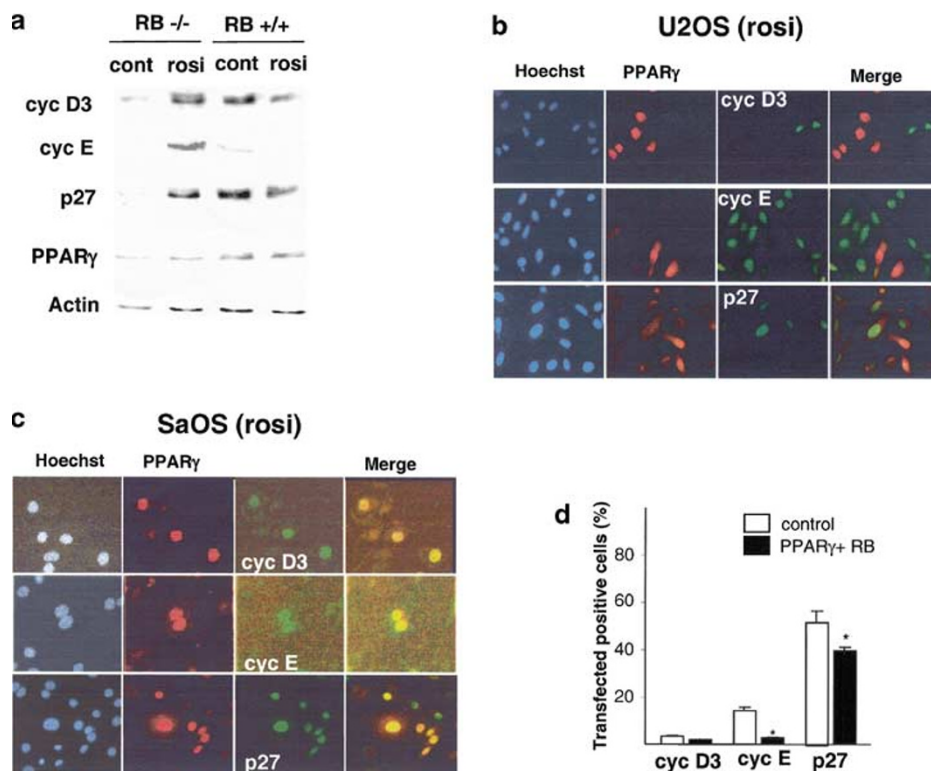 a
RB -/- RB +/+
cont rosi cont rosi
cyc D3
cyc E
p27
PPARγ
Actin
b
U2OS (rosi)
Hoechst PPARγ Merge
cyc D3
cyc E
p27
c
SaOS (rosi)
Hoechst PPARγ Merge
cyc D3
cyc E
p27
d
Transfected positive cells (%)
80
60
40
20
control
PPARγ+ RB
*
*
cyc D3 cyc E p27